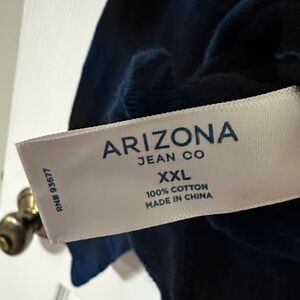 ARIZONA
JEAN CO
XXL
100% COTTON
MADE IN CHINA
RN# 93677